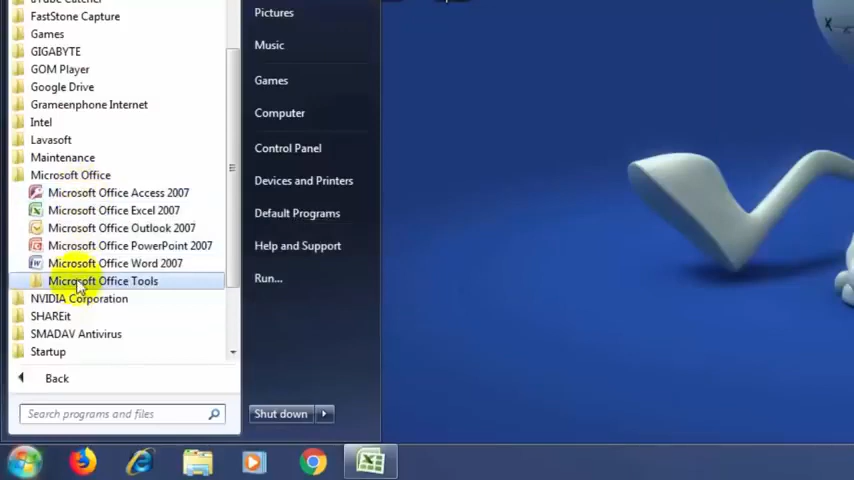 aTube Catcher
FastStone Capture
Games
GIGABYTE
GOM Player
Google Drive
Grameenphone Internet
Intel
Lavasoft
Maintenance
Microsoft Office
Microsoft Office Access 2007
Microsoft Office Excel 2007
Microsoft Office Outlook 2007
Microsoft Office PowerPoint 2007
Microsoft Office Word 2007
Microsoft Office Tools
NVIDIA Corporation
SHAREit
SMADAV Antivirus
Startup
Back
Search programs and files
Pictures
Music
Games
Computer
Control Panel
Devices and Printers
Default Programs
Help and Support
Run...
Shut down